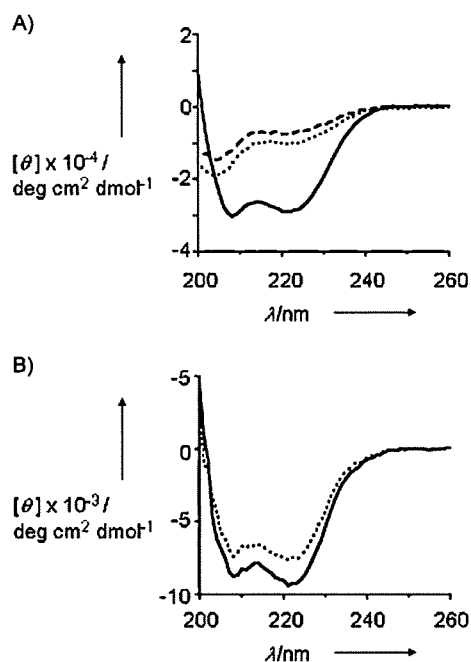 A)
2
0
[θ] x 10⁻⁴ /
deg cm² dmol⁻¹
-2
-4
200 220 240 260
λ/nm
B)
-5
0
[θ] x 10⁻³ /
deg cm² dmol⁻¹
-5
-10
200 220 240 260
λ/nm